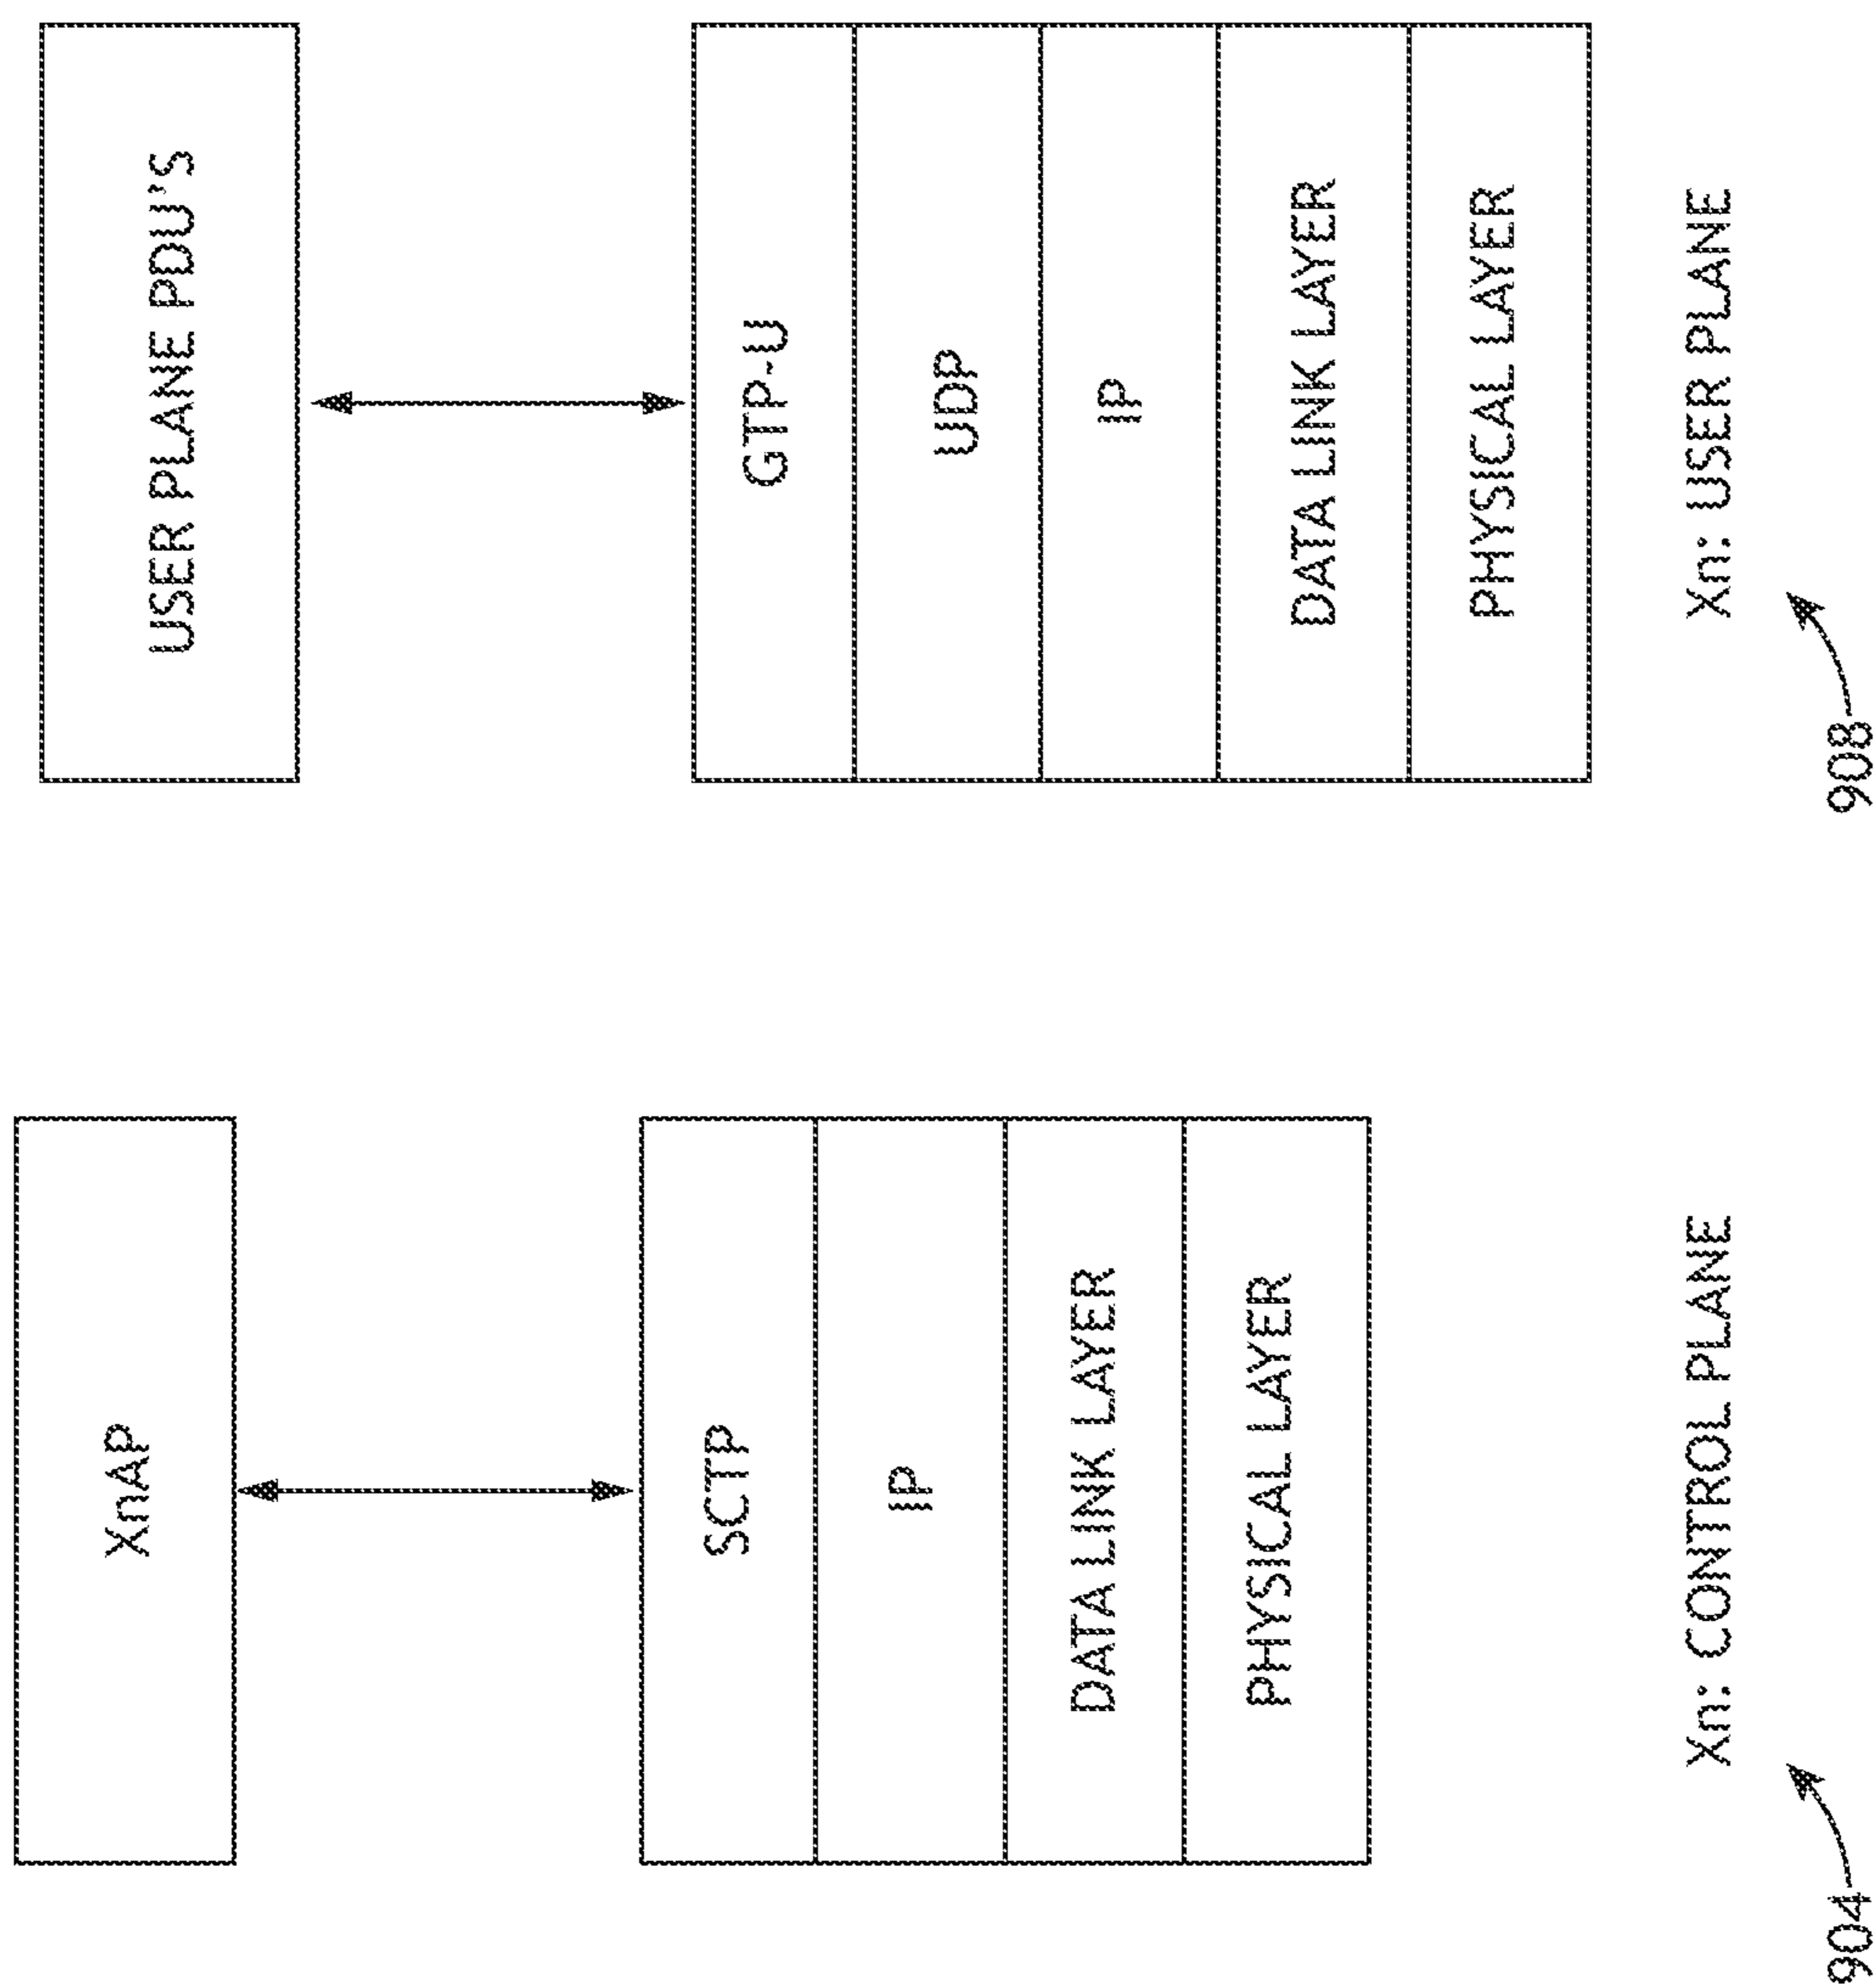 XnAP
SCTP
IP
DATA LINK LAYER
PHYSICAL LAYER
Xn: CONTROL PLANE
904
USER PLANE PDU'S
GTP-U
UDP
IP
DATA LINK LAYER
PHYSICAL LAYER
Xn: USER PLANE
908